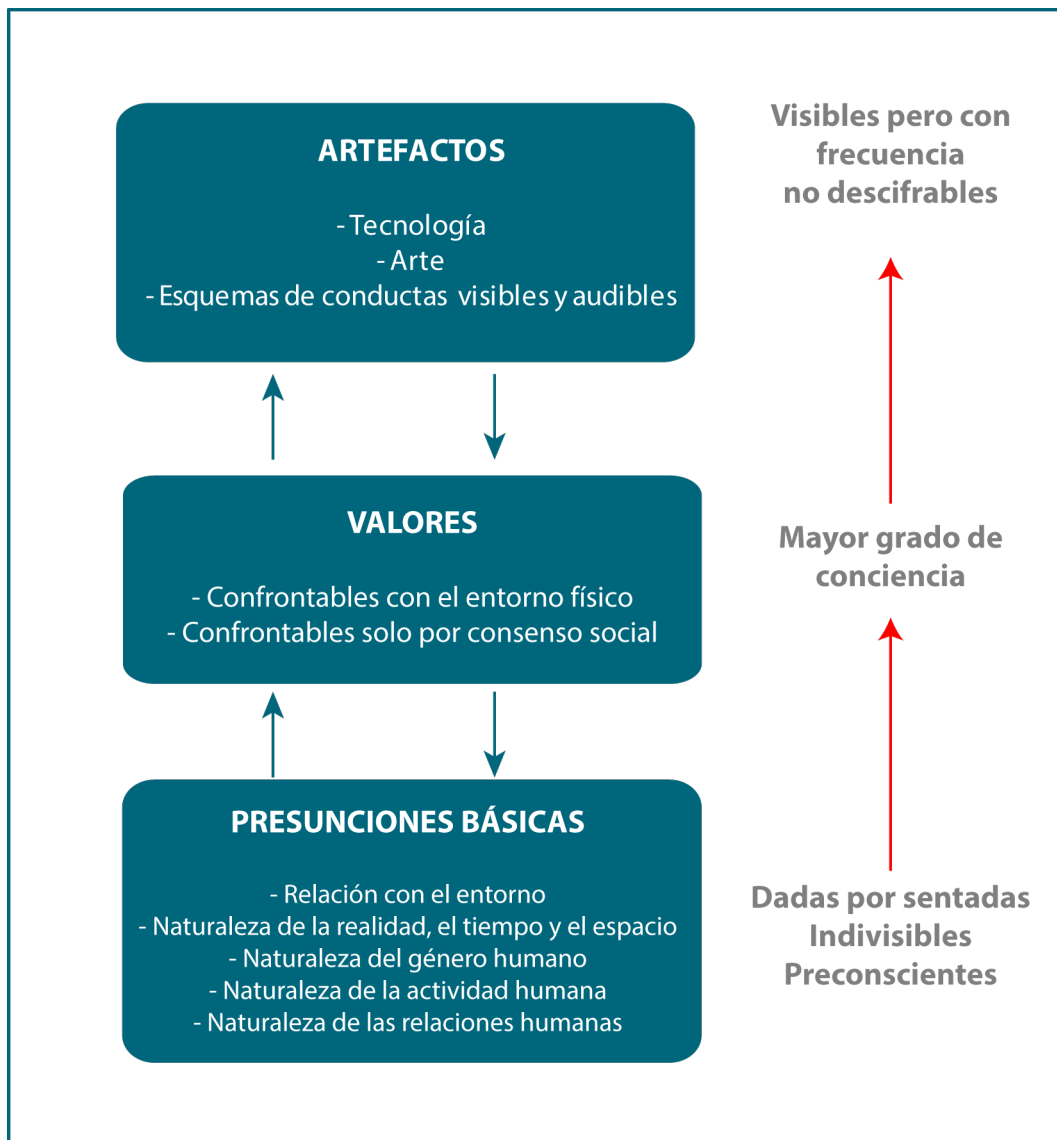 ARTEFACTOS
- Tecnología
- Arte
- Esquemas de conductas visibles y audibles
Visibles pero con
frecuencia
no descifrables
VALORES
- Confrontables con el entorno físico
- Confrontables solo por consenso social
Mayor grado de
conciencia
PRESUNCIONES BÁSICAS
- Relación con el entorno
- Naturaleza de la realidad, el tiempo y el espacio
- Naturaleza del género humano
- Naturaleza de la actividad humana
- Naturaleza de las relaciones humanas
Dadas por sentadas
Indivisibles
Preconscientes